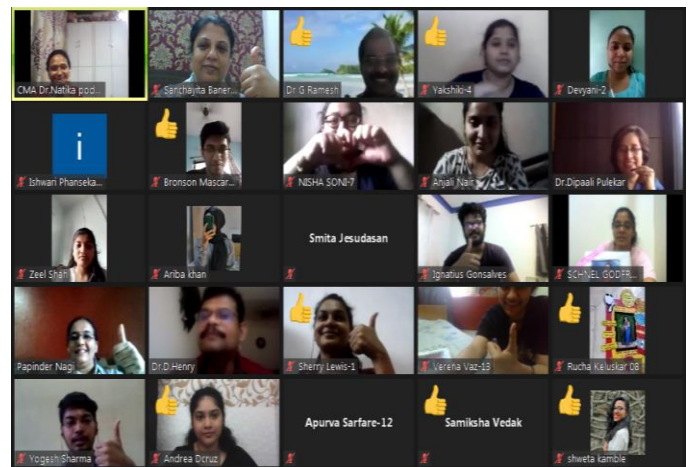 CMA Dr.Natika pod...
Sanchayita Baner...
Dr G Ramesh
Yakshiki-4
Devyani-2
i
Ishwari Phanseka...
Bronson Mascar...
NISHA SONI-7
Anjali Nair
Dr.Dipaali Pulekar
Zeel Shah
Ariba khan
Smita Jesudasan
Ignatius Gonsalves
SCHNEL GODFR...
Papinder Nagi
Dr.D.Henry
Sherry Lewis-1
Verena Vaz-13
Rucha Keluskar 08
Yogesh Sharma
Andrea Dcruz
Apurva Sarfare-12
Samiksha Vedak
shweta kamble